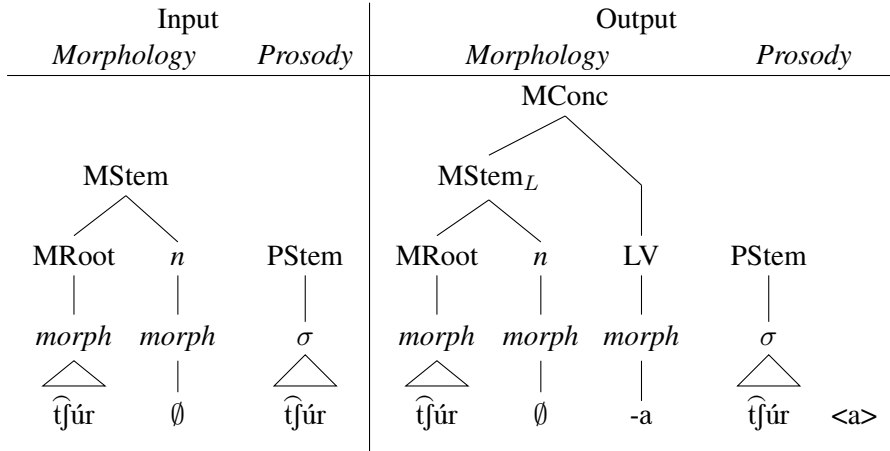 Input Output
Morphology Prosody Morphology Prosody
MConc
MStem MStem_L
MRoot n PStem MRoot n LV PStem
morph morph σ morph morph morph σ
t͡ʃúr ∅ t͡ʃúr t͡ʃúr ∅ -a t͡ʃúr <a>